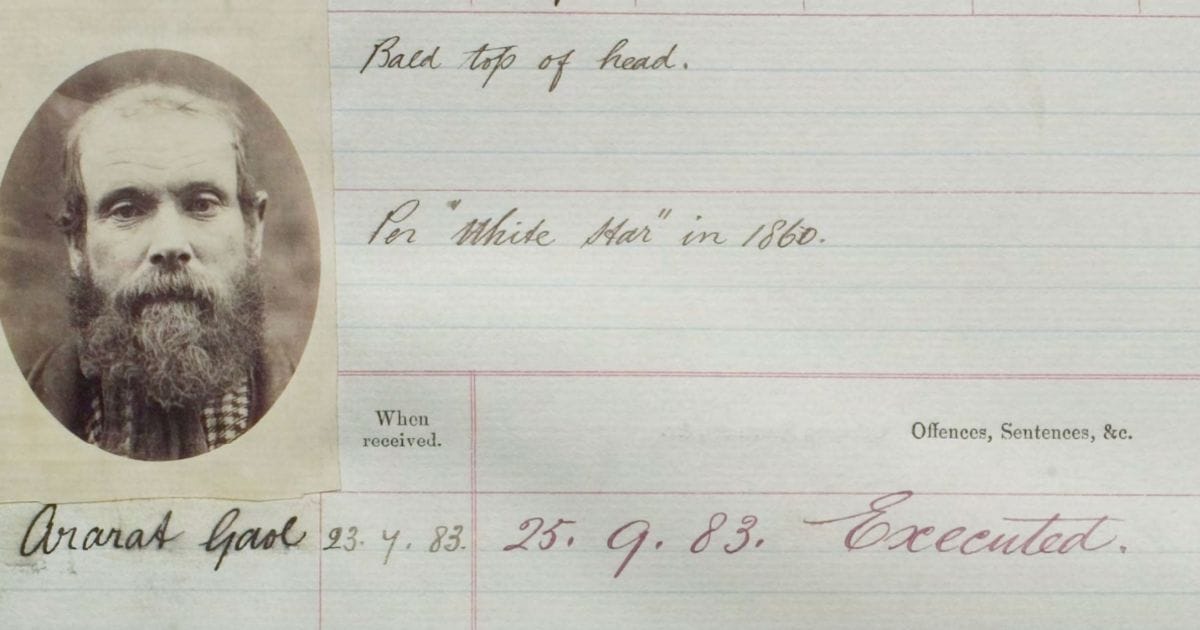 Bald top of head.
Per "White Star" in 1860.
When
received.
Offences, Sentences, &c.
Ararat Gaol 23. 7. 83. 25. 9. 83. Executed.